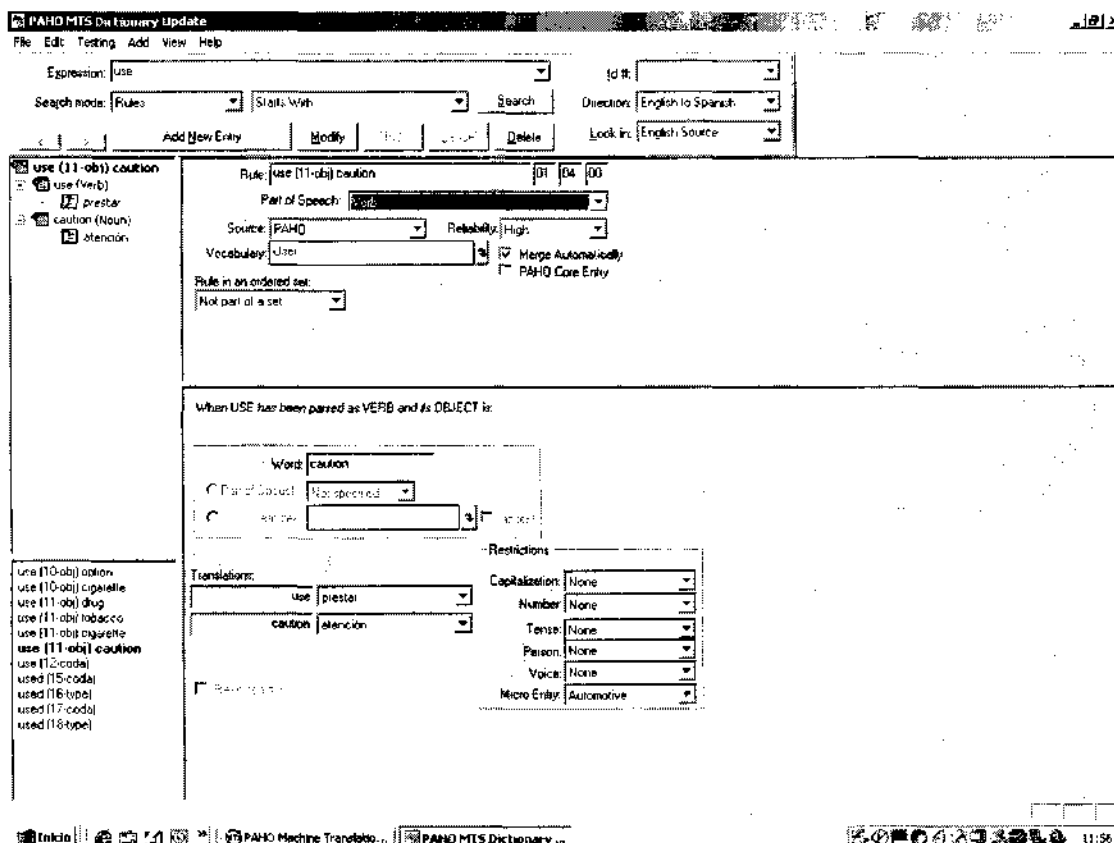 PAHO MTS Dictionary Update
File Edit Testing Add View Help
Expression: use Id #:
Search mode: Rules Starts With Search Direction: English to Spanish
< > Add New Entry Modify Delete Look in: English Source
use (11-obj) caution
use (Verb)
prestar
caution (Noun)
atención
Rule: use (11-obj) caution 01 04 00
Part of Speech: Verb
Source: PAHO Reliability: High
Vocabulary: User Merge Automatically
PAHO Core Entry
Rule in an ordered set:
Not part of a set
When USE has been parsed as VERB and its OBJECT is:
Word: caution
Not specified
Restrictions
Translations:
use prestar
caution atención
Capitalization: None
Number: None
Tense: None
Person: None
Voice: None
Micro Entry: Automotive
use (10-obj) option
use (10-obj) cigarette
use (11-obj) drug
use (11-obj) tobacco
use (11-obj) cigarette
use (11-obj) caution
use (12-coda)
used (15-coda)
used (16-type)
used (17-coda)
used (18-type)
Inicio PAHO Machine Translatio... PAHO MTS Dictionary ... 11:56